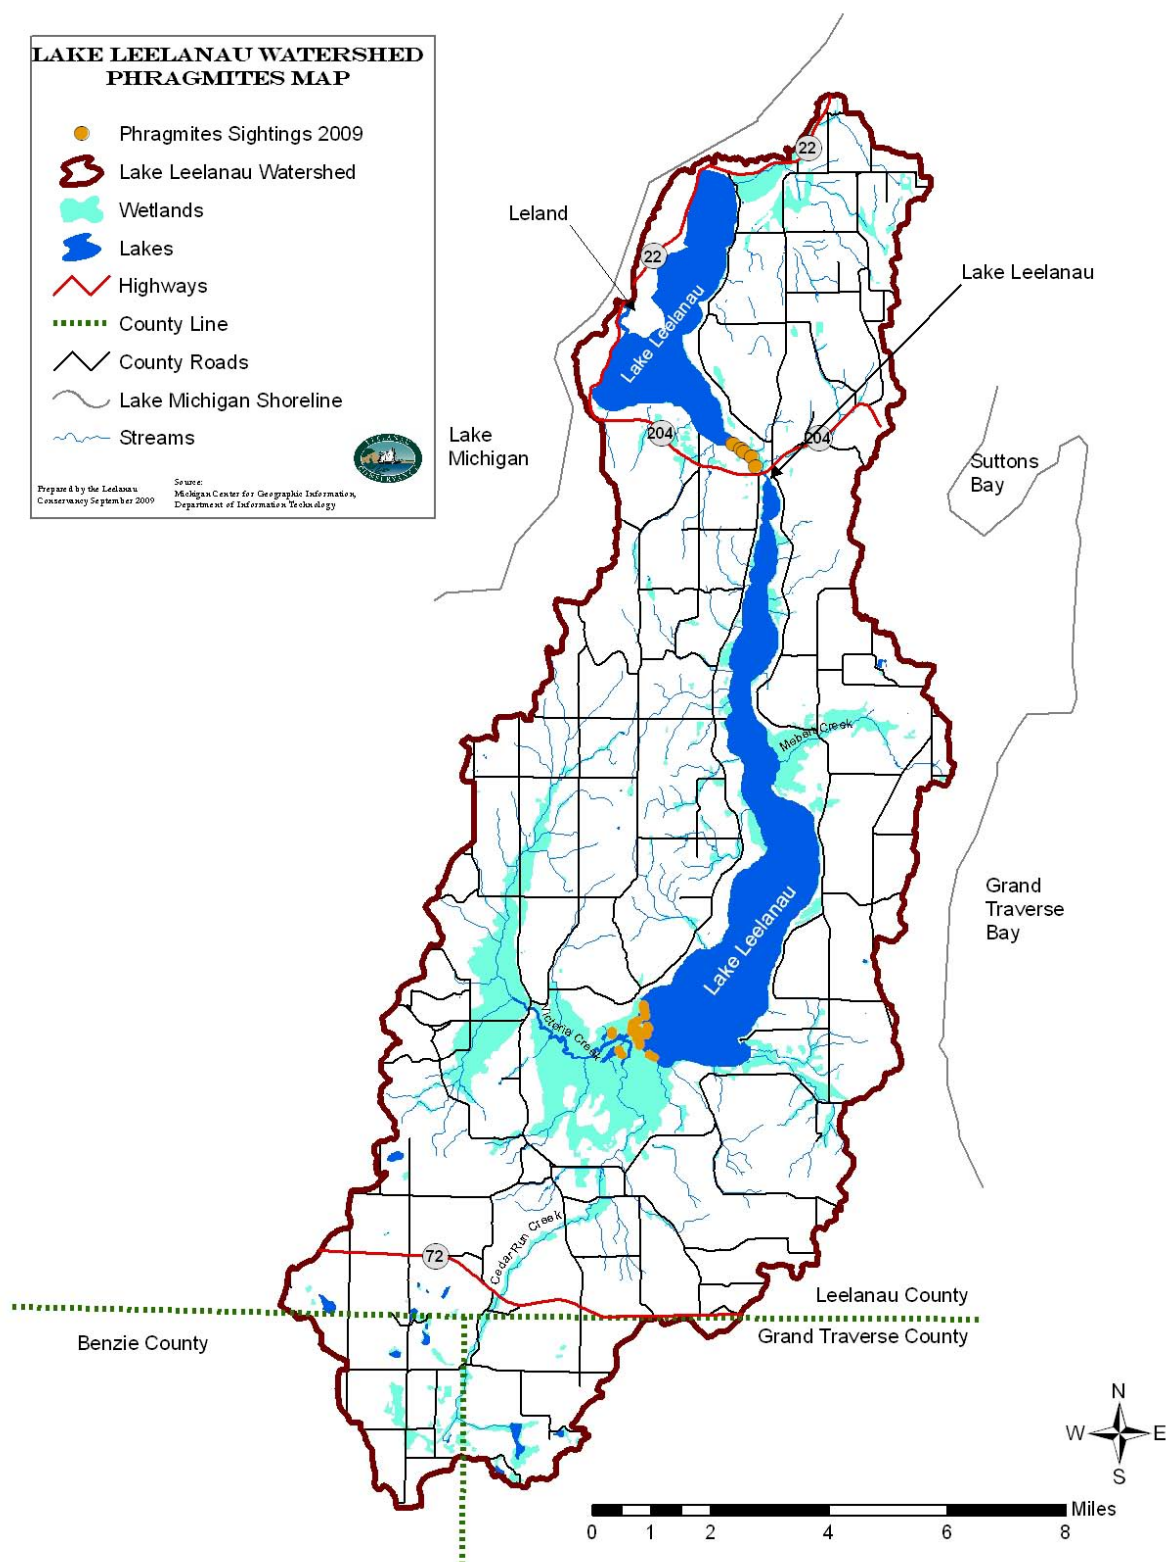 LAKE LEELANAU WATERSHED
PHRAGMITES MAP
Phragmites Sightings 2009
Lake Leelanau Watershed
Wetlands
Lakes
Highways
County Line
County Roads
Lake Michigan Shoreline
Streams
LEELANAU
CONSERVANCY
Prepared by the Leelanau
Conservancy September 2009
Source:
Michigan Center for Geographic Information,
Department of Information Technology
22
Leland
22
Lake Leelanau
Lake Leelanau
204
204
Lake
Michigan
Suttons
Bay
Mebert Creek
Grand
Traverse
Bay
Lake Leelanau
Victoria Creek
Cedar Run Creek
72
Leelanau County
Benzie County
Grand Traverse County
N
W
E
S
Miles
0 1 2 4 6 8